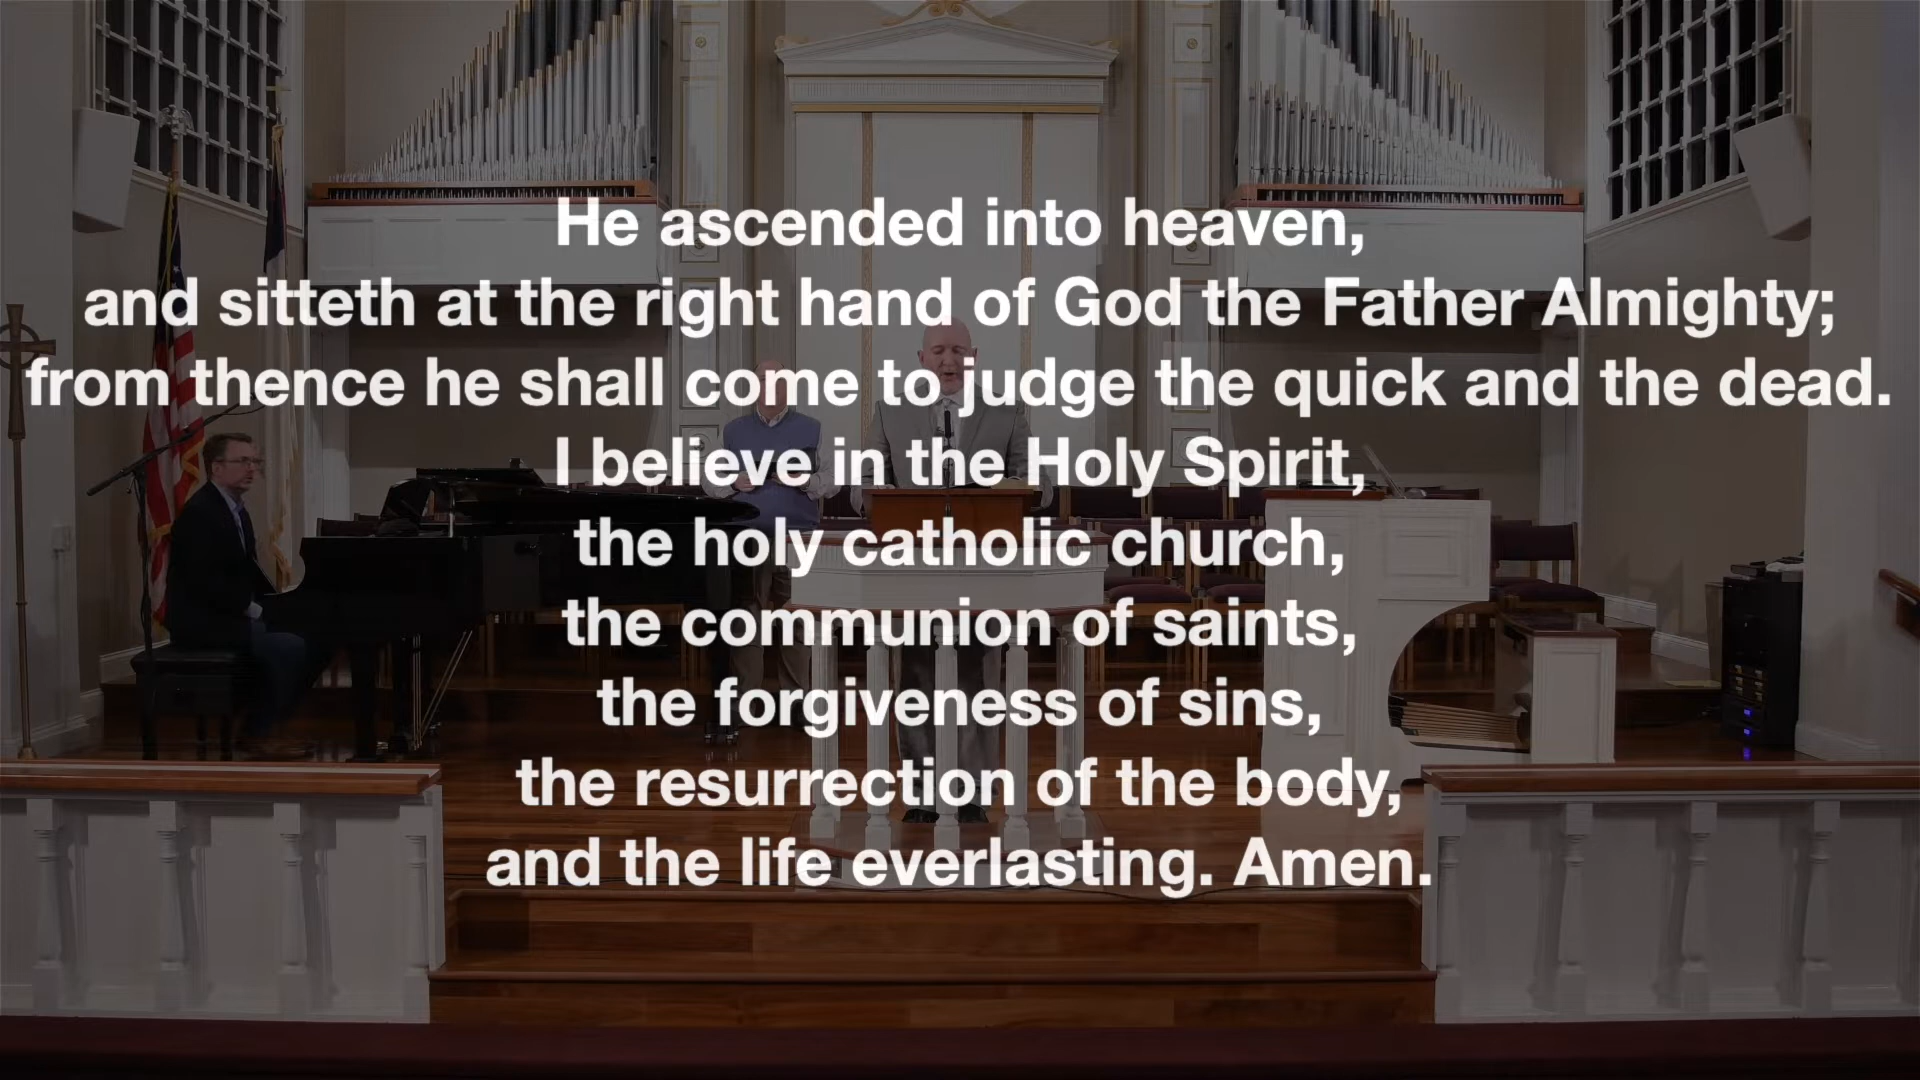 He ascended into heaven,
and sitteth at the right hand of God the Father Almighty;
from thence he shall come to judge the quick and the dead.
I believe in the Holy Spirit,
the holy catholic church,
the communion of saints,
the forgiveness of sins,
the resurrection of the body,
and the life everlasting. Amen.